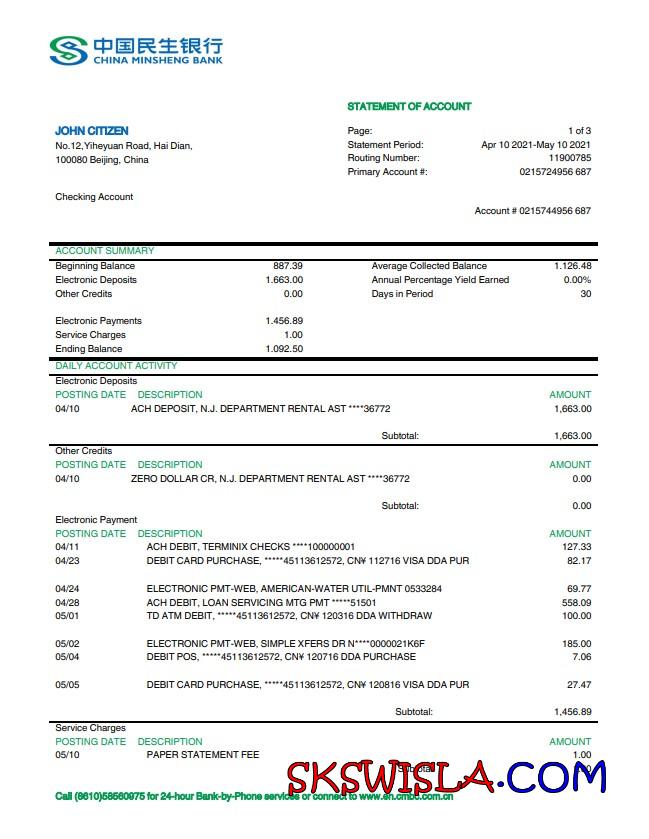 中国民生银行
CHINA MINSHENG BANK
STATEMENT OF ACCOUNT
JOHN CITIZEN
No.12,Yiheyuan Road, Hai Dian,
100080 Beijing, China
Page: 1 of 3
Statement Period: Apr 10 2021-May 10 2021
Routing Number: 11900785
Primary Account #: 0215724956 687
Checking Account
Account # 0215744956 687
ACCOUNT SUMMARY
Beginning Balance 887.39 Average Collected Balance 1.126.48
Electronic Deposits 1.663.00 Annual Percentage Yield Earned 0.00%
Other Credits 0.00 Days in Period 30
Electronic Payments 1.456.89
Service Charges 1.00
Ending Balance 1.092.50
DAILY ACCOUNT ACTIVITY
Electronic Deposits
POSTING DATE DESCRIPTION AMOUNT
04/10 ACH DEPOSIT, N.J. DEPARTMENT RENTAL AST ****36772 1,663.00
Subtotal: 1,663.00
Other Credits
POSTING DATE DESCRIPTION AMOUNT
04/10 ZERO DOLLAR CR, N.J. DEPARTMENT RENTAL AST ****36772 0.00
Subtotal: 0.00
Electronic Payment
POSTING DATE DESCRIPTION AMOUNT
04/11 ACH DEBIT, TERMINIX CHECKS ****100000001 127.33
04/23 DEBIT CARD PURCHASE, *****45113612572, CN¥ 112716 VISA DDA PUR 82.17
04/24 ELECTRONIC PMT-WEB, AMERICAN-WATER UTIL-PMNT 0533284 69.77
04/28 ACH DEBIT, LOAN SERVICING MTG PMT *****51501 558.09
05/01 TD ATM DEBIT, *****45113612572, CN¥ 120316 DDA WITHDRAW 100.00
05/02 ELECTRONIC PMT-WEB, SIMPLE XFERS DR N****0000021K6F 185.00
05/04 DEBIT POS, *****45113612572, CN¥ 120716 DDA PURCHASE 7.06
05/05 DEBIT CARD PURCHASE, *****45113612572, CN¥ 120816 VISA DDA PUR 27.47
Subtotal: 1,456.89
Service Charges
POSTING DATE DESCRIPTION AMOUNT
05/10 PAPER STATEMENT FEE 1.00
Subtotal
SKSWISLA.COM
Call (8610)58560975 for 24-hour Bank-by-Phone services or connect to www.en.cmbc.com.cn